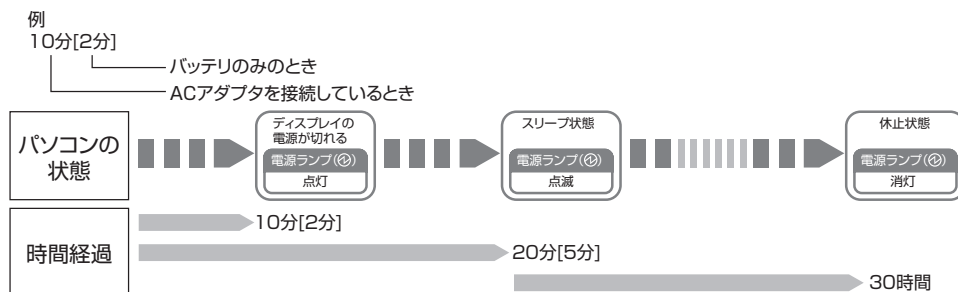 例
10分[2分]
バッテリのみのとき
ACアダプタを接続しているとき
パソコンの
状態
ディスプレイの
電源が切れる
電源ランプ(⏻)
点灯
スリープ状態
電源ランプ(⏻)
点滅
休止状態
電源ランプ(⏻)
消灯
時間経過
10分[2分]
20分[5分]
30時間